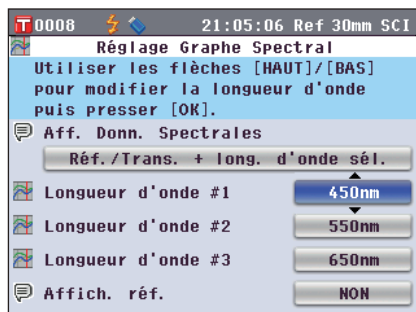 T0008 21:05:06 Ref 30mm SCI
Réglage Graphe Spectral
Utiliser les flèches [HAUT]/[BAS]
pour modifier la longueur d'onde
puis presser [OK].
Aff. Donn. Spectrales
Réf./Trans. + long. d'onde sél.
Longueur d'onde #1 450nm
Longueur d'onde #2 550nm
Longueur d'onde #3 650nm
Affich. réf. NON